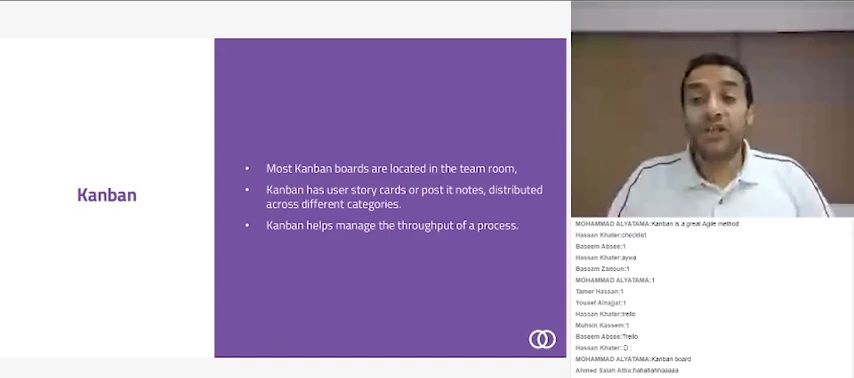 Kanban
• Most Kanban boards are located in the team room,
• Kanban has user story cards or post it notes, distributed
across different categories.
• Kanban helps manage the throughput of a process.
MOHAMMAD ALYATAMA:Kanban is a great Agile method
Hassan Khater:checklist
Baseem Absee:1
Hassan Khater:aywa
Bassam Zaitoun:1
MOHAMMAD ALYATAMA:1
Tamer Hassan:1
Yousef Alnajjar:1
Hassan Khater:trello
Muhsin Kassem:1
Baseem Absee:Trello
Hassan Khater::D :
MOHAMMAD ALYATAMA:Kanban board
Ahmed Salah Attia:hahahahhaaaaa